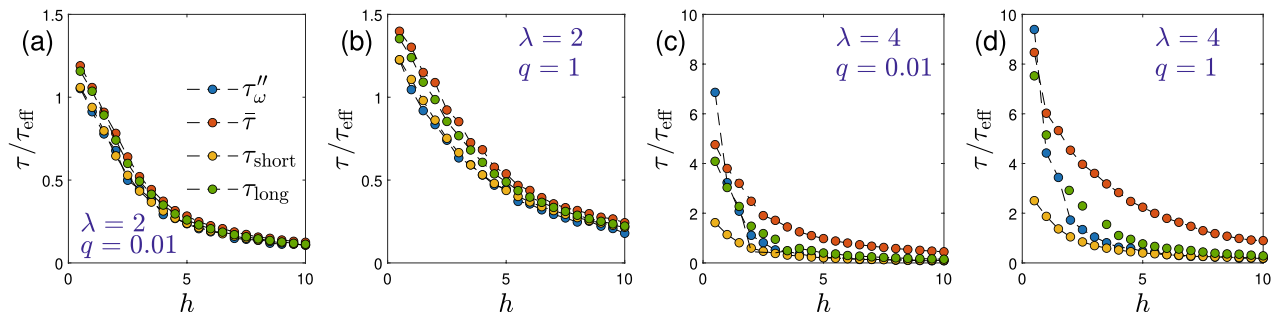 (a)
1.5
1
0.5
0
0
5
10
τ/τ_eff
h
λ = 2
q = 0.01
-τ''_ω
-τ̄
-τ_short
-τ_long
(b)
1.5
1
0.5
0
0
5
10
τ/τ_eff
h
λ = 2
q = 1
(c)
10
8
6
4
2
0
0
5
10
τ/τ_eff
h
λ = 4
q = 0.01
(d)
10
8
6
4
2
0
0
5
10
τ/τ_eff
h
λ = 4
q = 1